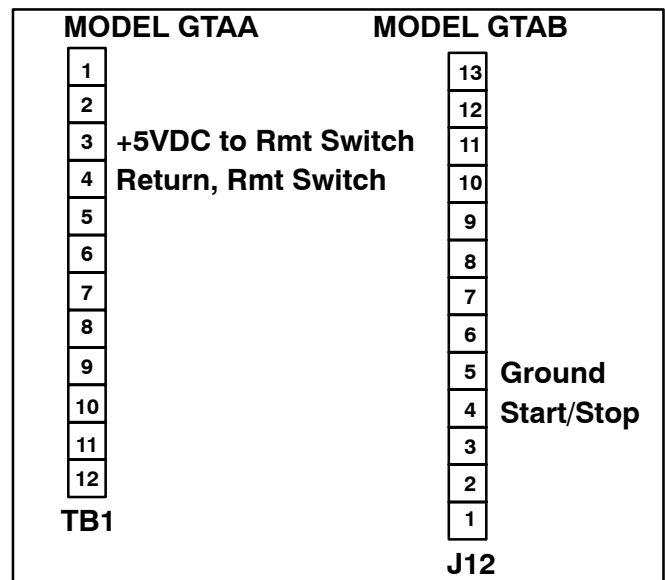 MODEL GTAA
1
2
3 +5VDC to Rmt Switch
4 Return, Rmt Switch
5
6
7
8
9
10
11
12
TB1
MODEL GTAB
13
12
11
10
9
8
7
6
5 Ground
4 Start/Stop
3
2
1
J12